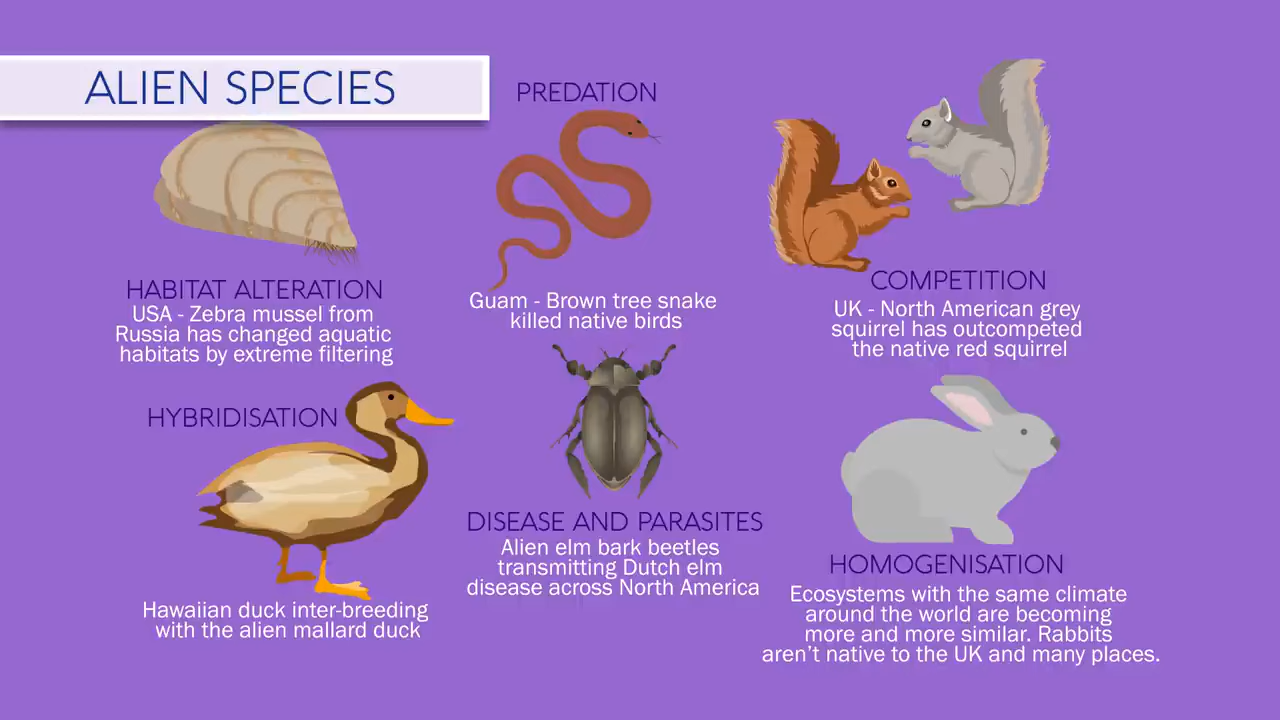 ALIEN SPECIES
HABITAT ALTERATION
USA - Zebra mussel from
Russia has changed aquatic
habitats by extreme filtering
PREDATION
Guam - Brown tree snake
killed native birds
COMPETITION
UK - North American grey
squirrel has outcompeted
the native red squirrel
HYBRIDISATION
Hawaiian duck inter-breeding
with the alien mallard duck
DISEASE AND PARASITES
Alien elm bark beetles
transmitting Dutch elm
disease across North America
HOMOGENISATION
Ecosystems with the same climate
around the world are becoming
more and more similar. Rabbits
aren't native to the UK and many places.